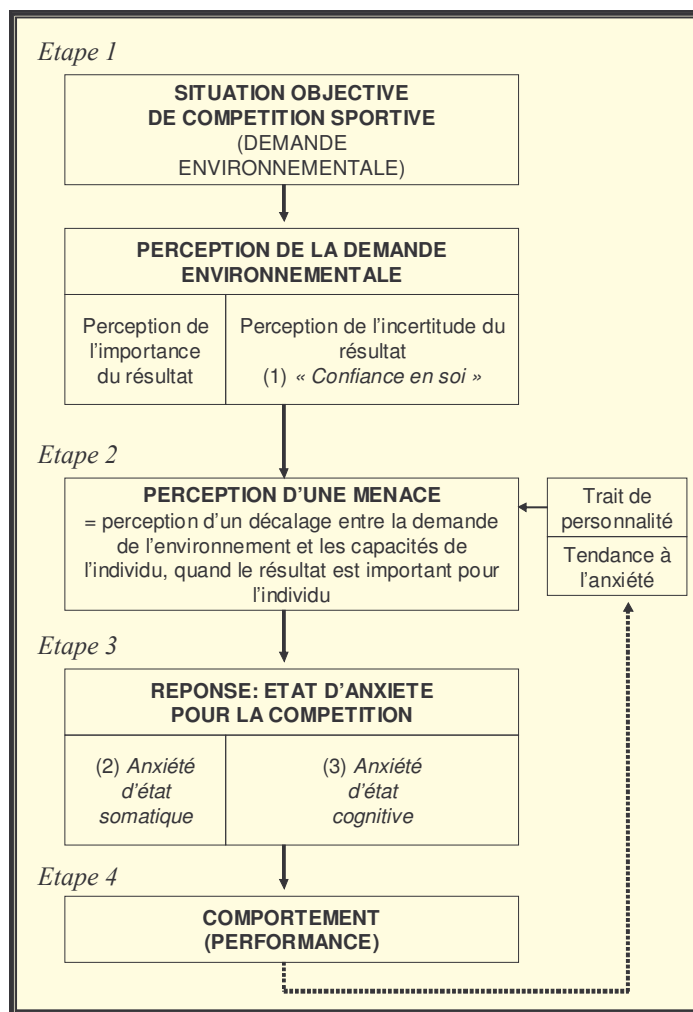 Etape 1
SITUATION OBJECTIVE
DE COMPETITION SPORTIVE
(DEMANDE
ENVIRONNEMENTALE)
PERCEPTION DE LA DEMANDE
ENVIRONNEMENTALE
Perception de
l’importance
du résultat
Perception de l’incertitude du
résultat
(1) « Confiance en soi »
Etape 2
PERCEPTION D’UNE MENACE
= perception d’un décalage entre la demande
de l’environnement et les capacités de
l’individu, quand le résultat est important pour
l’individu
Trait de
personnalité
Tendance à
l’anxiété
Etape 3
REPONSE: ETAT D’ANXIETE
POUR LA COMPETITION
(2) Anxiété
d’état
somatique
(3) Anxiété
d’état
cognitive
Etape 4
COMPORTEMENT
(PERFORMANCE)